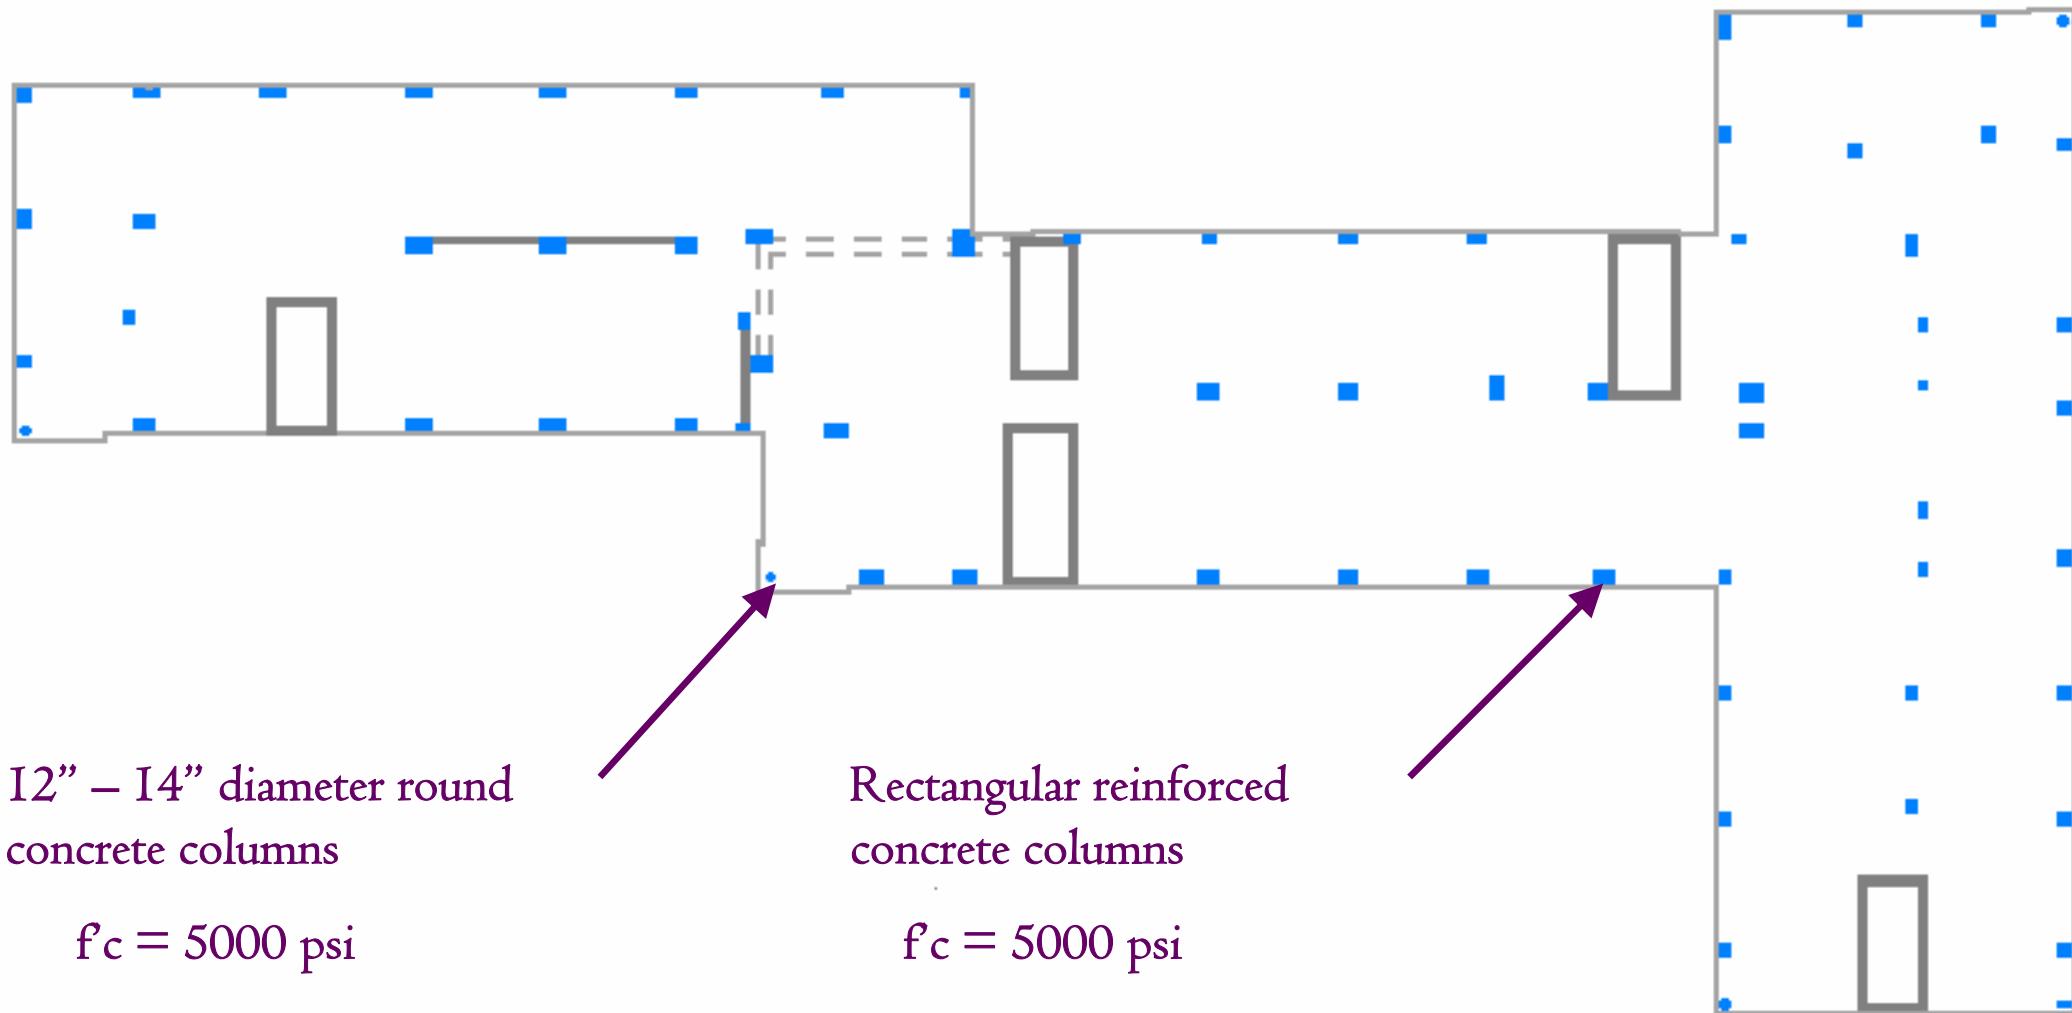 12” – 14” diameter round
concrete columns
f’c = 5000 psi
Rectangular reinforced
concrete columns
f’c = 5000 psi